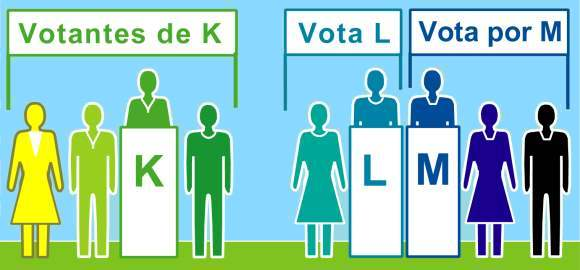 Votantes de K
Vota L
Vota por M
K
L
M